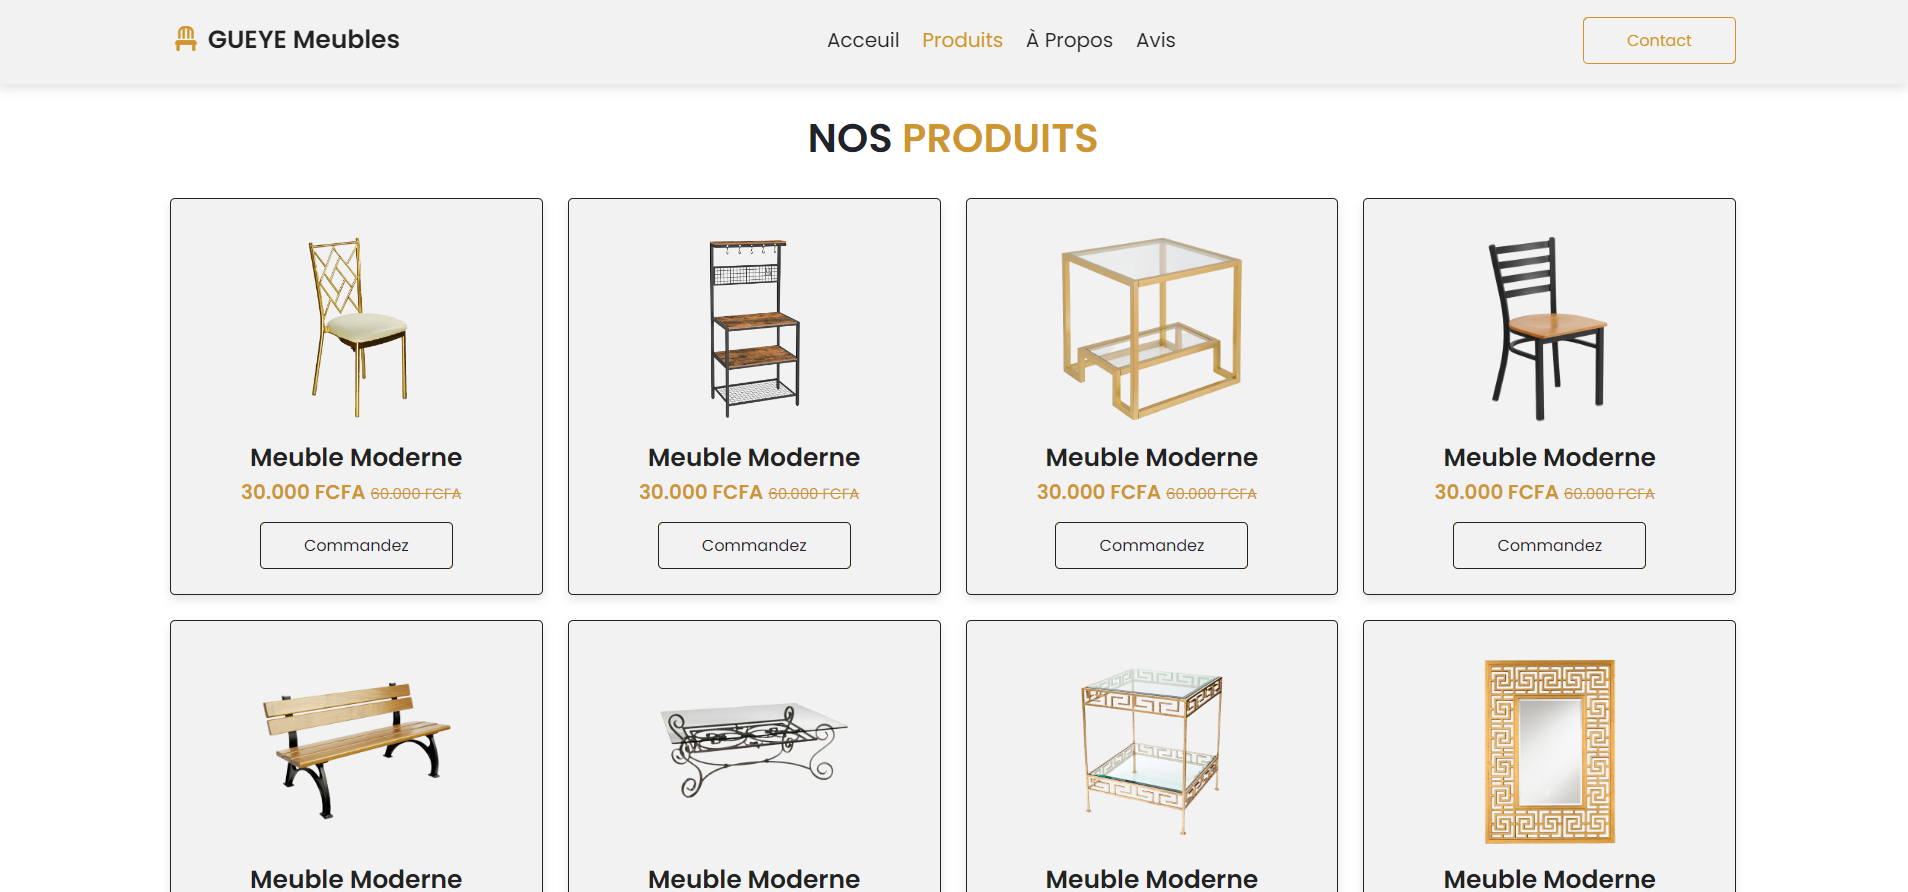 GUEYE Meubles
Acceuil
Produits
À Propos
Avis
Contact
NOS PRODUITS
Meuble Moderne
30.000 FCFA 60.000 FCFA
Commandez
Meuble Moderne
30.000 FCFA 60.000 FCFA
Commandez
Meuble Moderne
30.000 FCFA 60.000 FCFA
Commandez
Meuble Moderne
30.000 FCFA 60.000 FCFA
Commandez
Meuble Moderne
Meuble Moderne
Meuble Moderne
Meuble Moderne